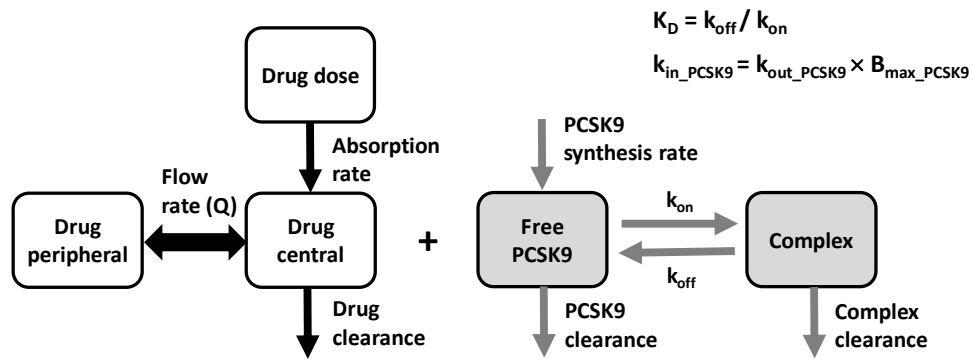 K_D = k_off / k_on
k_in_PCSK9 = k_out_PCSK9 × B_max_PCSK9
Drug dose
Absorption
rate
PCSK9
synthesis rate
Flow
rate (Q)
Drug
peripheral
Drug
central
+
Free
PCSK9
k_on
k_off
Complex
Drug
clearance
PCSK9
clearance
Complex
clearance